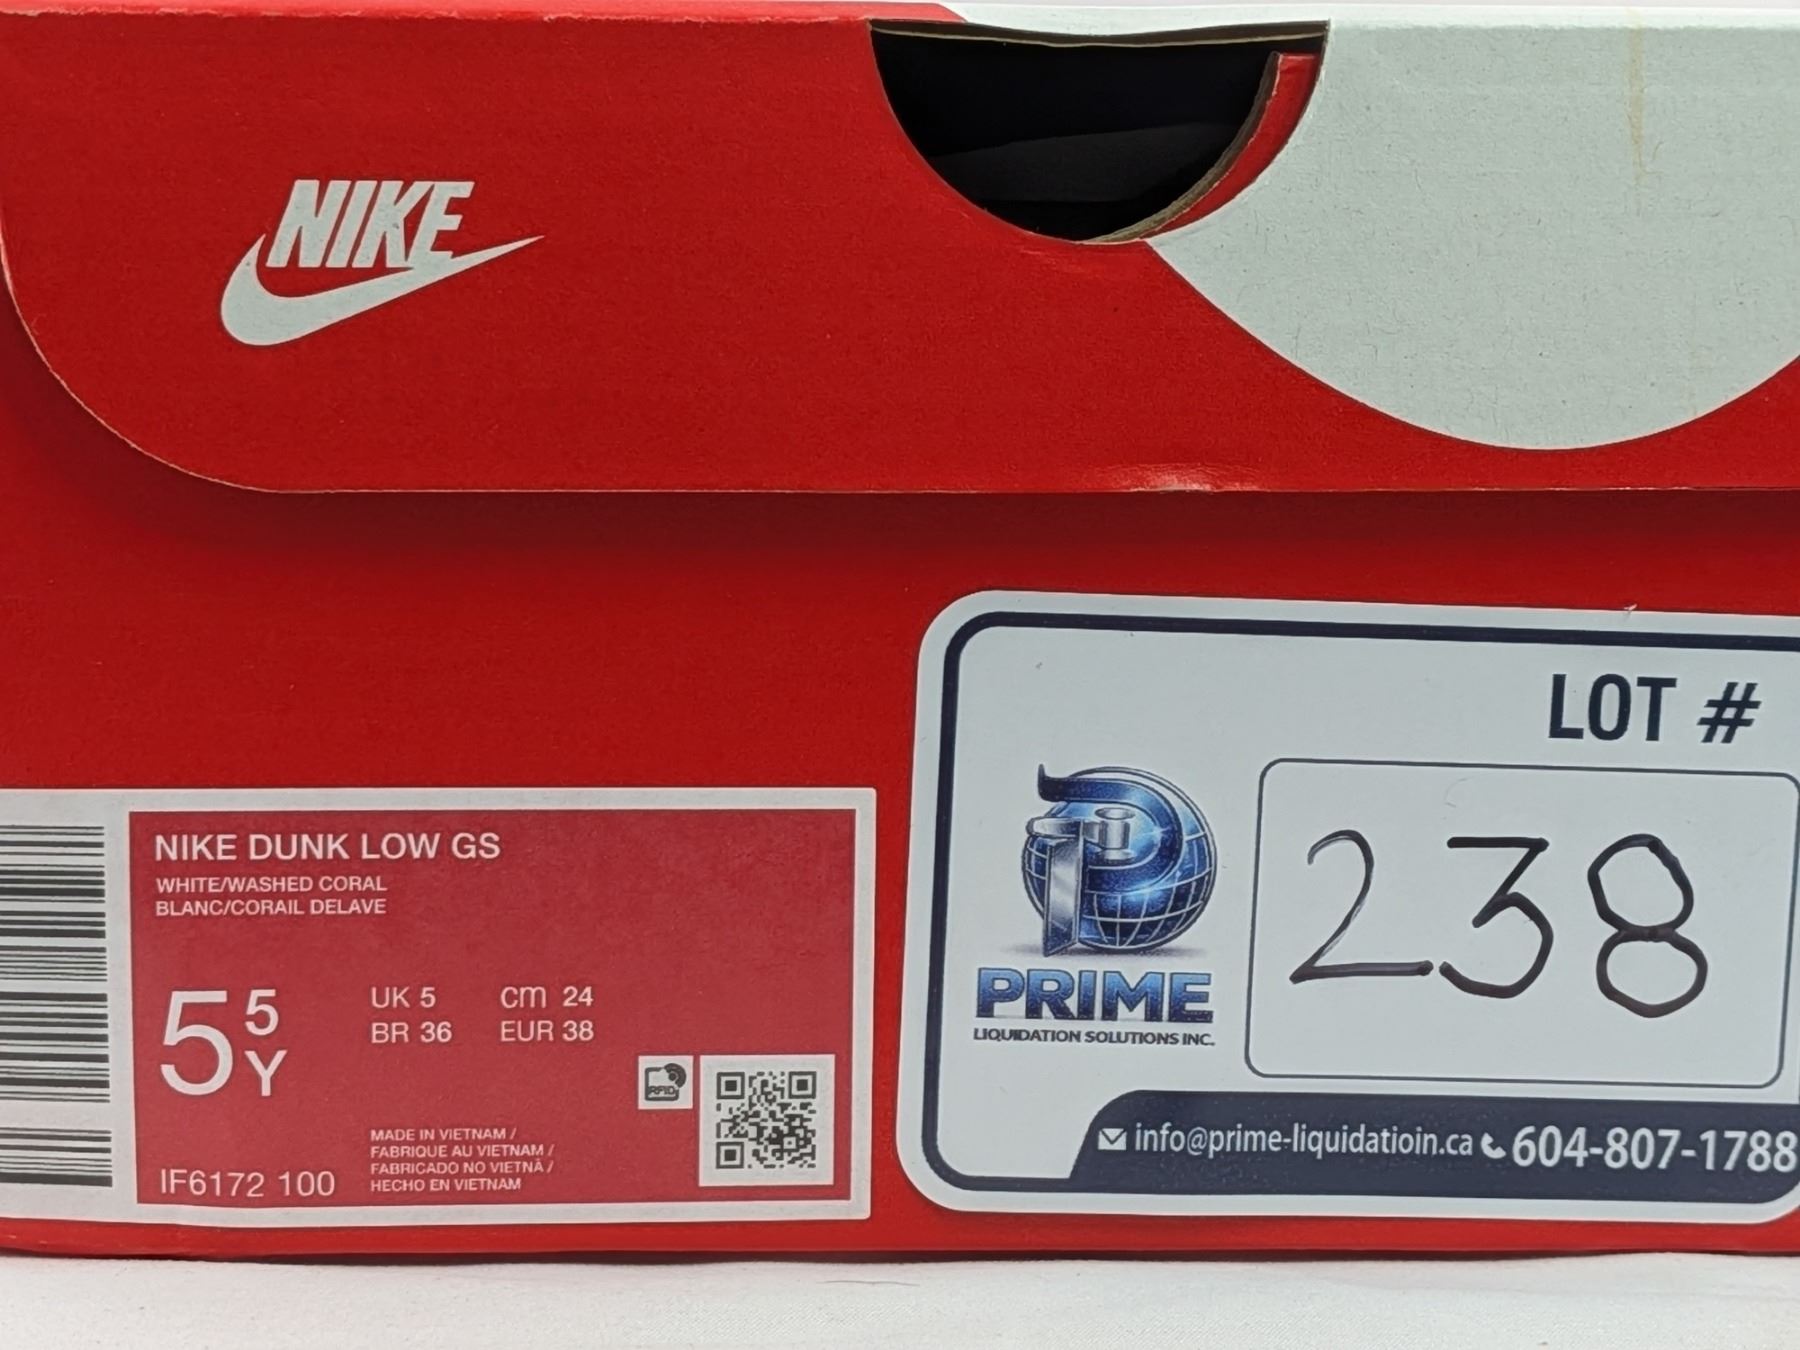 NIKE
LOT #
238
PRIME
LIQUIDATION SOLUTIONS INC.
info@prime-liquidatioin.ca 604-807-1788
NIKE DUNK LOW GS
WHITE/WASHED CORAL
BLANC/CORAIL DELAVE
5 5 Y
UK 5 cm 24
BR 36 EUR 38
RFID
MADE IN VIETNAM /
FABRIQUE AU VIETNAM /
FABRICADO NO VIETNÃ /
HECHO EN VIETNAM
IF6172 100